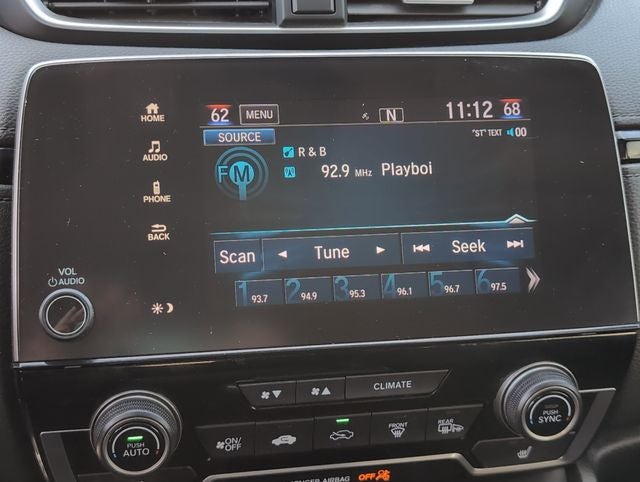 HOME
AUDIO
PHONE
BACK
VOL
AUDIO
62 MENU N 11:12 68
SOURCE "ST" TEXT 00
FM R & B
92.9 MHz Playboi
Scan Tune Seek
1 93.7 2 94.9 3 95.3 4 96.1 5 96.7 6 97.5
CLIMATE
PUSH AUTO
ON/OFF
FRONT
REAR
PUSH SYNC
PASSENGER AIRBAG OFF